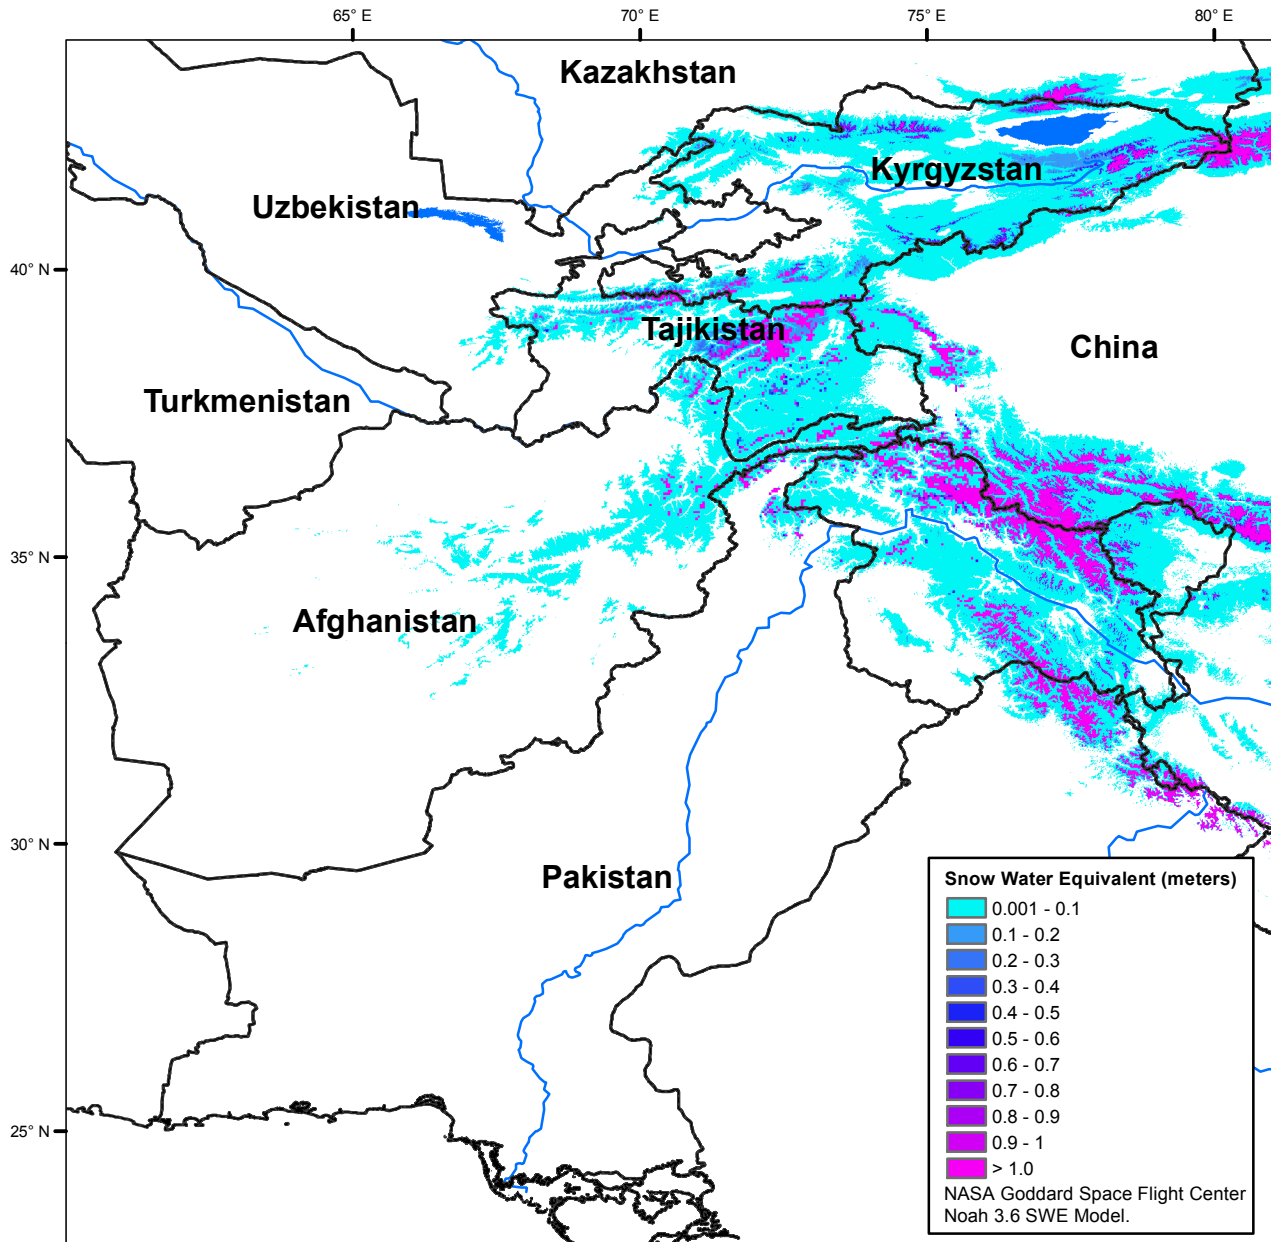 65° E
70° E
75° E
80° E
Kazakhstan
Kyrgyzstan
Uzbekistan
40° N
Tajikistan
China
Turkmenistan
35° N
Afghanistan
30° N
Pakistan
25° N
Snow Water Equivalent (meters)
0.001 - 0.1
0.1 - 0.2
0.2 - 0.3
0.3 - 0.4
0.4 - 0.5
0.5 - 0.6
0.6 - 0.7
0.7 - 0.8
0.8 - 0.9
0.9 - 1
> 1.0
NASA Goddard Space Flight Center
Noah 3.6 SWE Model.